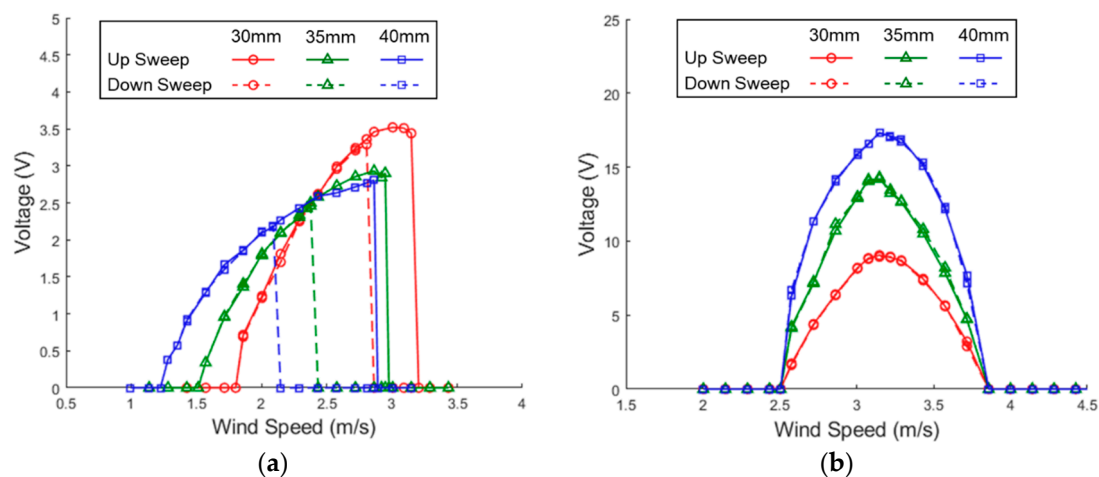 30mm 35mm 40mm
Up Sweep
Down Sweep
5
4.5
4
3.5
3
2.5
2
1.5
1
0.5
0
Voltage (V)
0.5 1 1.5 2 2.5 3 3.5 4
Wind Speed (m/s)
(a)
30mm 35mm 40mm
Up Sweep
Down Sweep
25
20
15
10
5
0
Voltage (V)
1.5 2 2.5 3 3.5 4 4.5
Wind Speed (m/s)
(b)